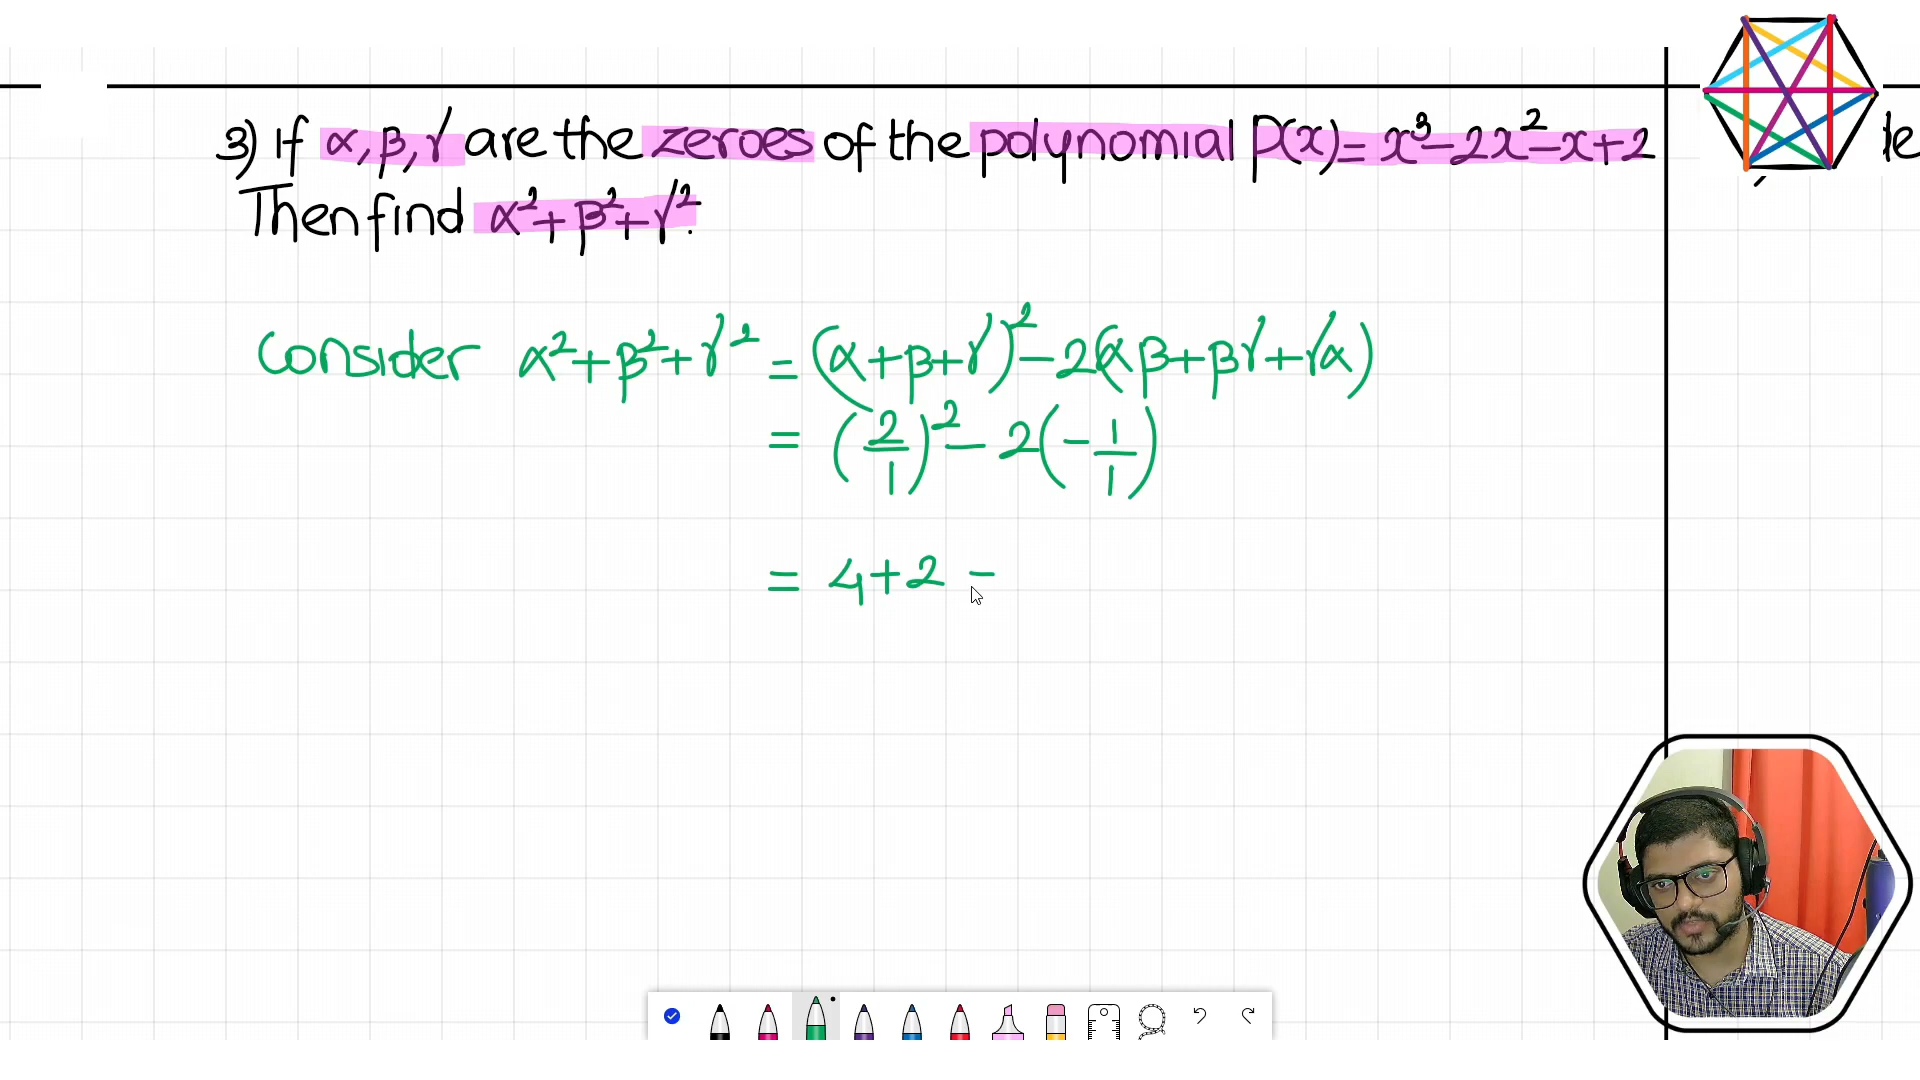 3) If α, β, γ are the zeroes of the polynomial P(x)= x³-2x²-x+2
Then find α²+β²+γ².
Consider α²+β²+γ² = (α+β+γ)²-2(αβ+βγ+γα)
= (2/1)²-2(-1/1)
= 4+2 -
le